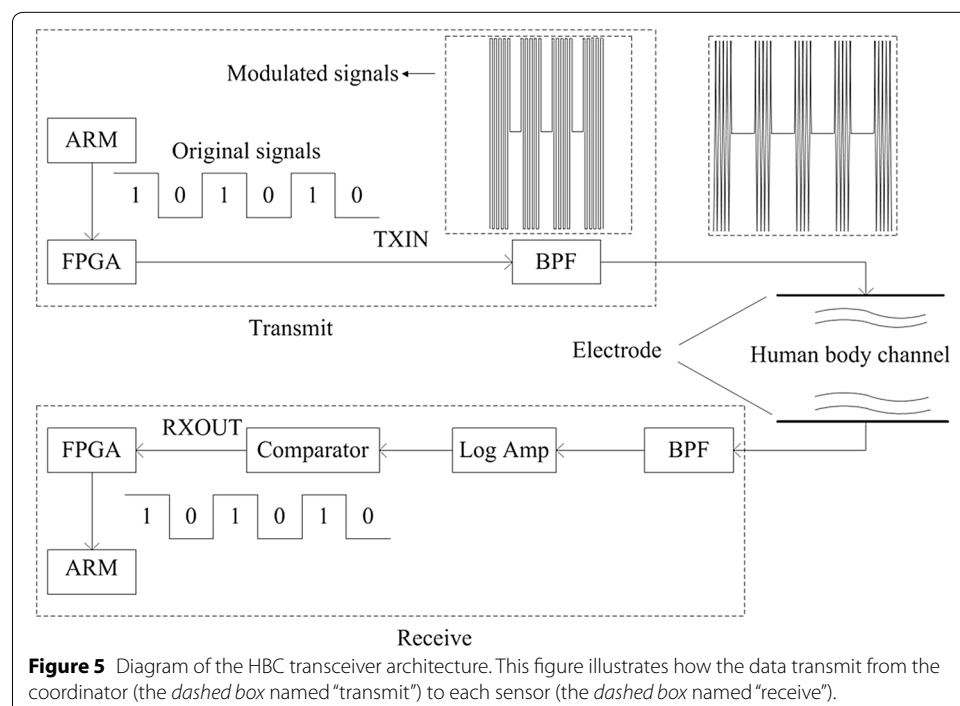 Modulated signals
ARM
Original signals
1 0 1 0 1 0
TXIN
FPGA
BPF
Transmit
Electrode
Human body channel
RXOUT
FPGA
Comparator
Log Amp
BPF
1 0 1 0 1 0
ARM
Receive
Figure 5 Diagram of the HBC transceiver architecture. This figure illustrates how the data transmit from the
coordinator (the dashed box named “transmit”) to each sensor (the dashed box named “receive”).